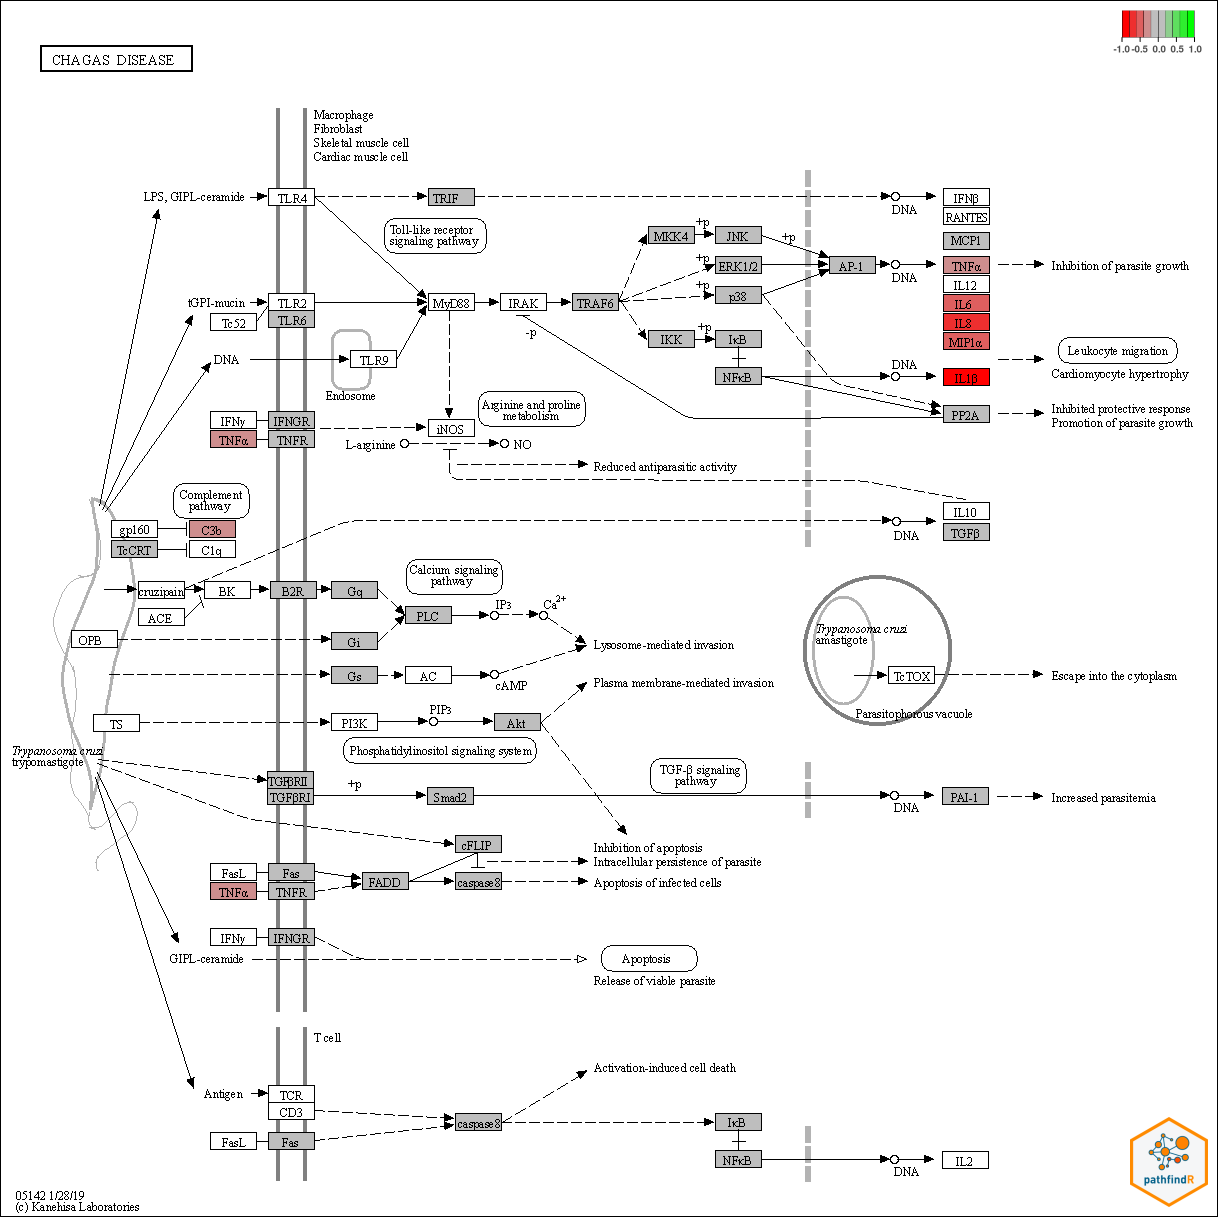 CHAGAS DISEASE
-1.0 -0.5 0.0 0.5 1.0
Macrophage
Fibroblast
Skeletal muscle cell
Cardiac muscle cell
LPS, GIPL-ceramide
TLR4
TRIF
DNA
IFNβ
RANTES
Toll-like receptor
signaling pathway
MKK4
+p
JNK
+p
MCP1
+p
ERK1/2
AP-1
DNA
TNFα
Inhibition of parasite growth
IL12
tGPI-mucin
TLR2
MyD88
IRAK
TRAF6
+p
p38
IL6
Tc52
TLR6
-p
+p
IL8
IKK
IκB
MIP1α
DNA
TLR9
Endosome
NFκB
DNA
IL1β
Leukocyte migration
Cardiomyocyte hypertrophy
IFNγ
IFNGR
TNFα
TNFR
Arginine and proline
metabolism
iNOS
L-arginine
NO
PP2A
Inhibited protective response
Promotion of parasite growth
Reduced antiparasitic activity
Complement
pathway
gp160
C3b
TcCRT
C1q
IL10
DNA
TGFβ
cruzipain
BK
B2R
Gq
Calcium signaling
pathway
ACE
PLC
IP3
Ca2+
OPB
Gi
Lysosome-mediated invasion
Gs
AC
cAMP
Plasma membrane-mediated invasion
Trypanosoma cruzi
amastigote
TcTOX
Escape into the cytoplasm
Parasitophorous vacuole
TS
PI3K
PIP3
Akt
Phosphatidylinositol signaling system
Trypanosoma cruzi
trypomastigote
TGFβRII
TGFβRI
+p
Smad2
TGF-β signaling
pathway
DNA
PAI-1
Increased parasitemia
cFLIP
Inhibition of apoptosis
Intracellular persistence of parasite
FasL
Fas
TNFα
TNFR
FADD
caspase8
Apoptosis of infected cells
IFNγ
IFNGR
GIPL-ceramide
Apoptosis
Release of viable parasite
T cell
Antigen
TCR
CD3
Activation-induced cell death
caspase8
FasL
Fas
IκB
NFκB
DNA
IL2
05142 1/28/19
(c) Kanehisa Laboratories
pathfindR